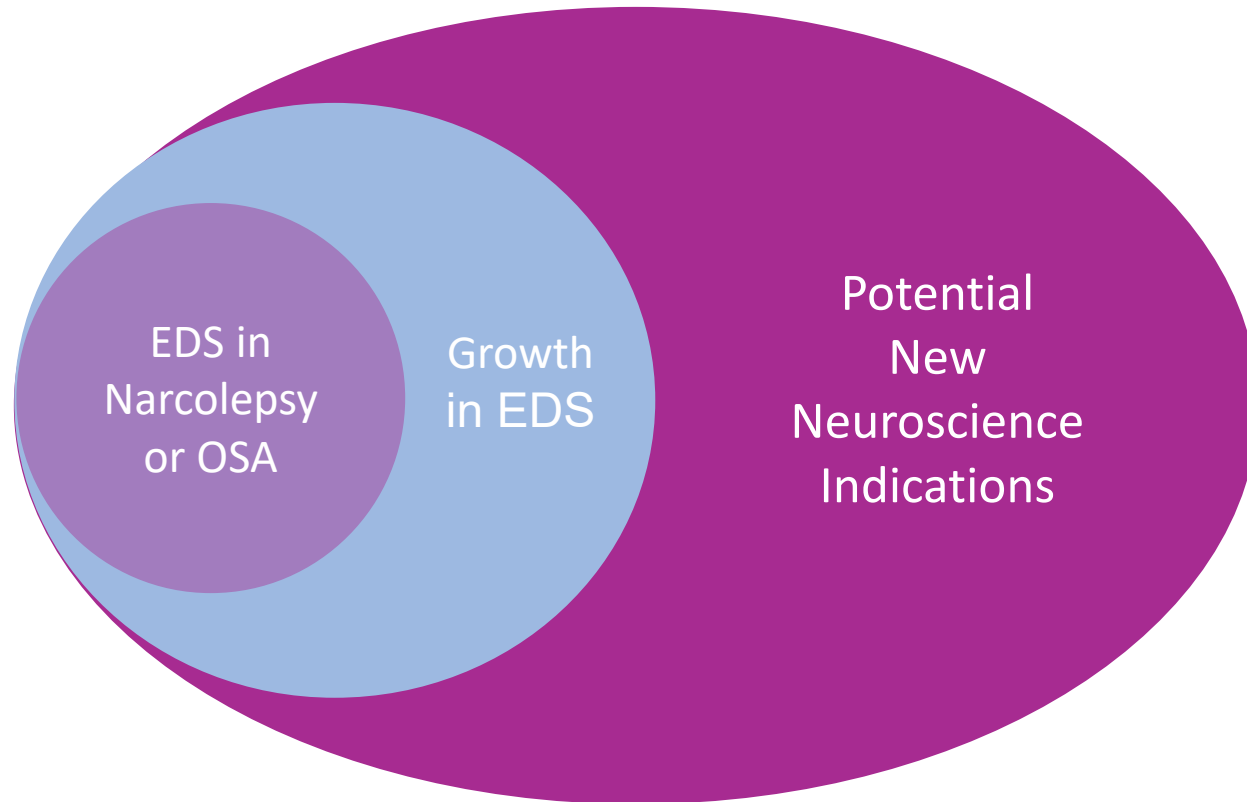 EDS in
Narcolepsy
or OSA
Growth
in EDS
Potential
New
Neuroscience
Indications